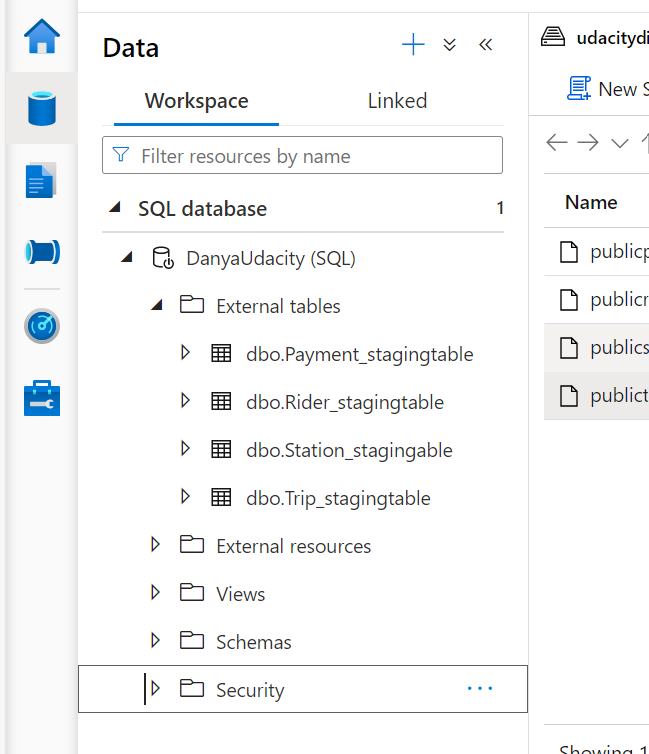 Data
Workspace
Linked
Filter resources by name
SQL database
1
DanyaUdacity (SQL)
External tables
dbo.Payment_stagingtable
dbo.Rider_stagingtable
dbo.Station_stagingable
dbo.Trip_stagingtable
External resources
Views
Schemas
Security
udacitydi
New S
Name
publicp
publicr
publics
publict
Showing 1